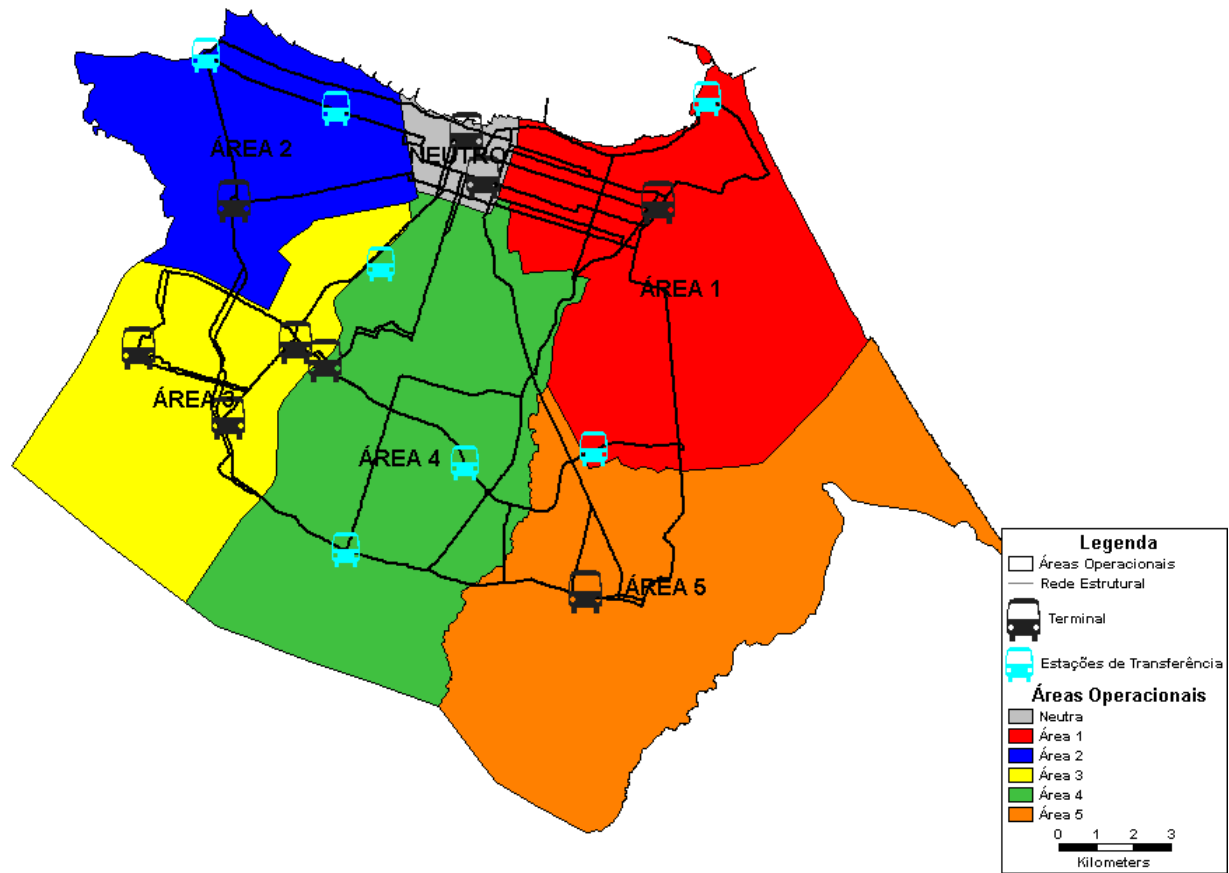 ÁREA 2
NEUTRO
ÁREA 1
ÁREA 3
ÁREA 4
ÁREA 5
Legenda
Áreas Operacionais
Rede Estrutural
Terminal
Estações de Transferência
Áreas Operacionais
Neutra
Área 1
Área 2
Área 3
Área 4
Área 5
0 1 2 3
Kilometers